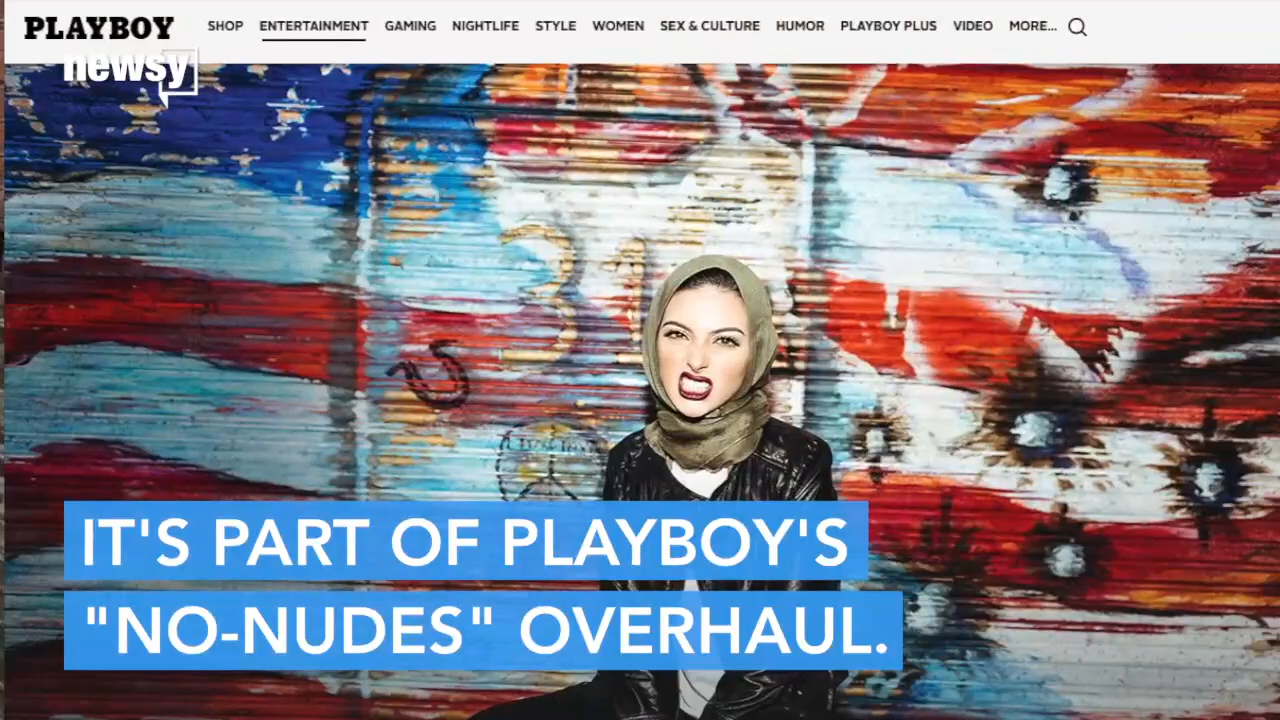 PLAYBOY SHOP ENTERTAINMENT GAMING NIGHTLIFE STYLE WOMEN SEX & CULTURE HUMOR PLAYBOY PLUS VIDEO MORE...
newsy
31
IT'S PART OF PLAYBOY'S
"NO-NUDES" OVERHAUL.